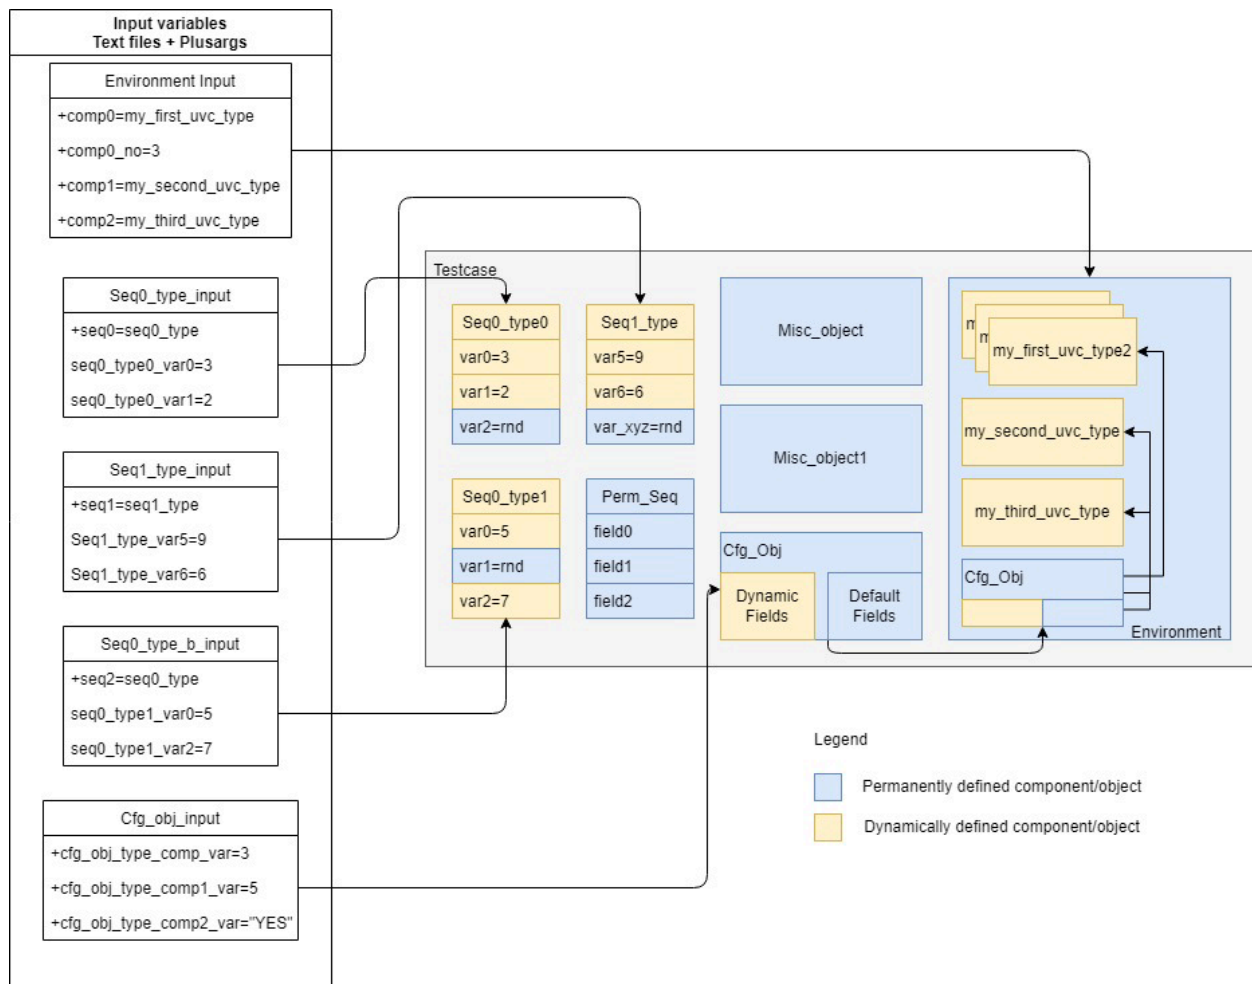 Input variables
Text files + Plusargs
Environment Input
+comp0=my_first_uvc_type
+comp0_no=3
+comp1=my_second_uvc_type
+comp2=my_third_uvc_type
Seq0_type_input
+seq0=seq0_type
seq0_type0_var0=3
seq0_type0_var1=2
Seq1_type_input
+seq1=seq1_type
Seq1_type_var5=9
Seq1_type_var6=6
Seq0_type_b_input
+seq2=seq0_type
seq0_type1_var0=5
seq0_type1_var2=7
Cfg_obj_input
+cfg_obj_type_comp_var=3
+cfg_obj_type_comp1_var=5
+cfg_obj_type_comp2_var="YES"
Testcase
Seq0_type0
var0=3
var1=2
var2=rnd
Seq1_type
var5=9
var6=6
var_xyz=rnd
Seq0_type1
var0=5
var1=rnd
var2=7
Perm_Seq
field0
field1
field2
Misc_object
Misc_object1
Cfg_Obj
Dynamic
Fields
Default
Fields
m
m
my_first_uvc_type2
my_second_uvc_type
my_third_uvc_type
Cfg_Obj
Environment
Legend
Permanently defined component/object
Dynamically defined component/object